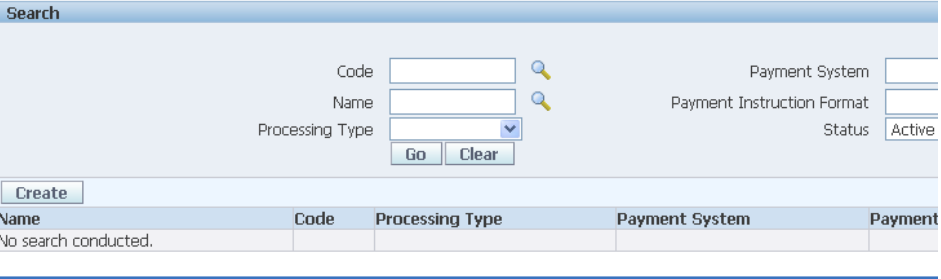 Search
Code Payment System
Name Payment Instruction Format
Processing Type Status Active
Go Clear
Create
Name Code Processing Type Payment System Payment
No search conducted.